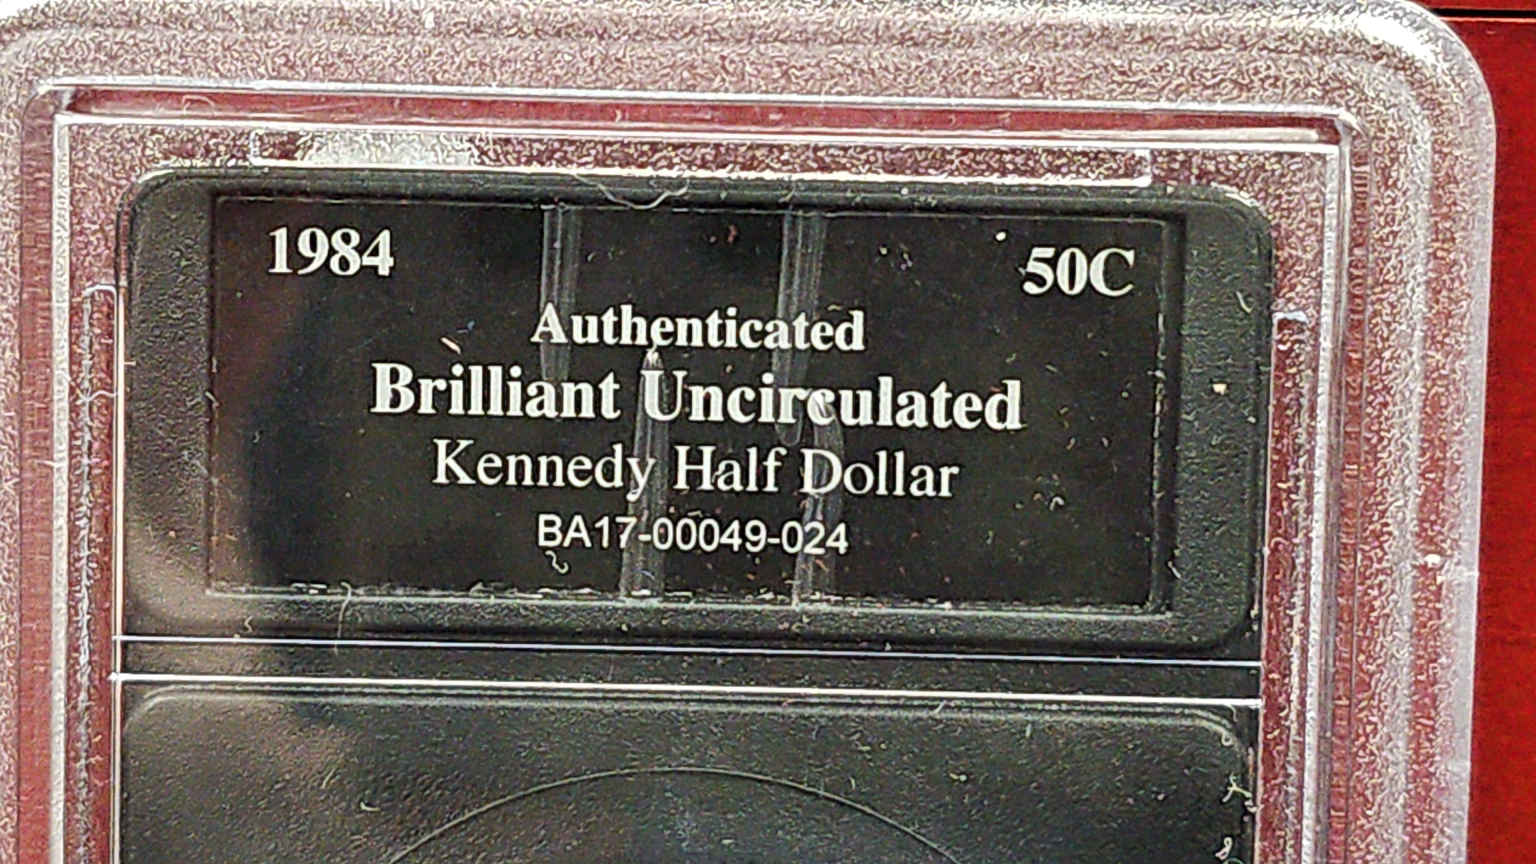 1984 50C
Authenticated
Brilliant Uncirculated
Kennedy Half Dollar
BA17-00049-024